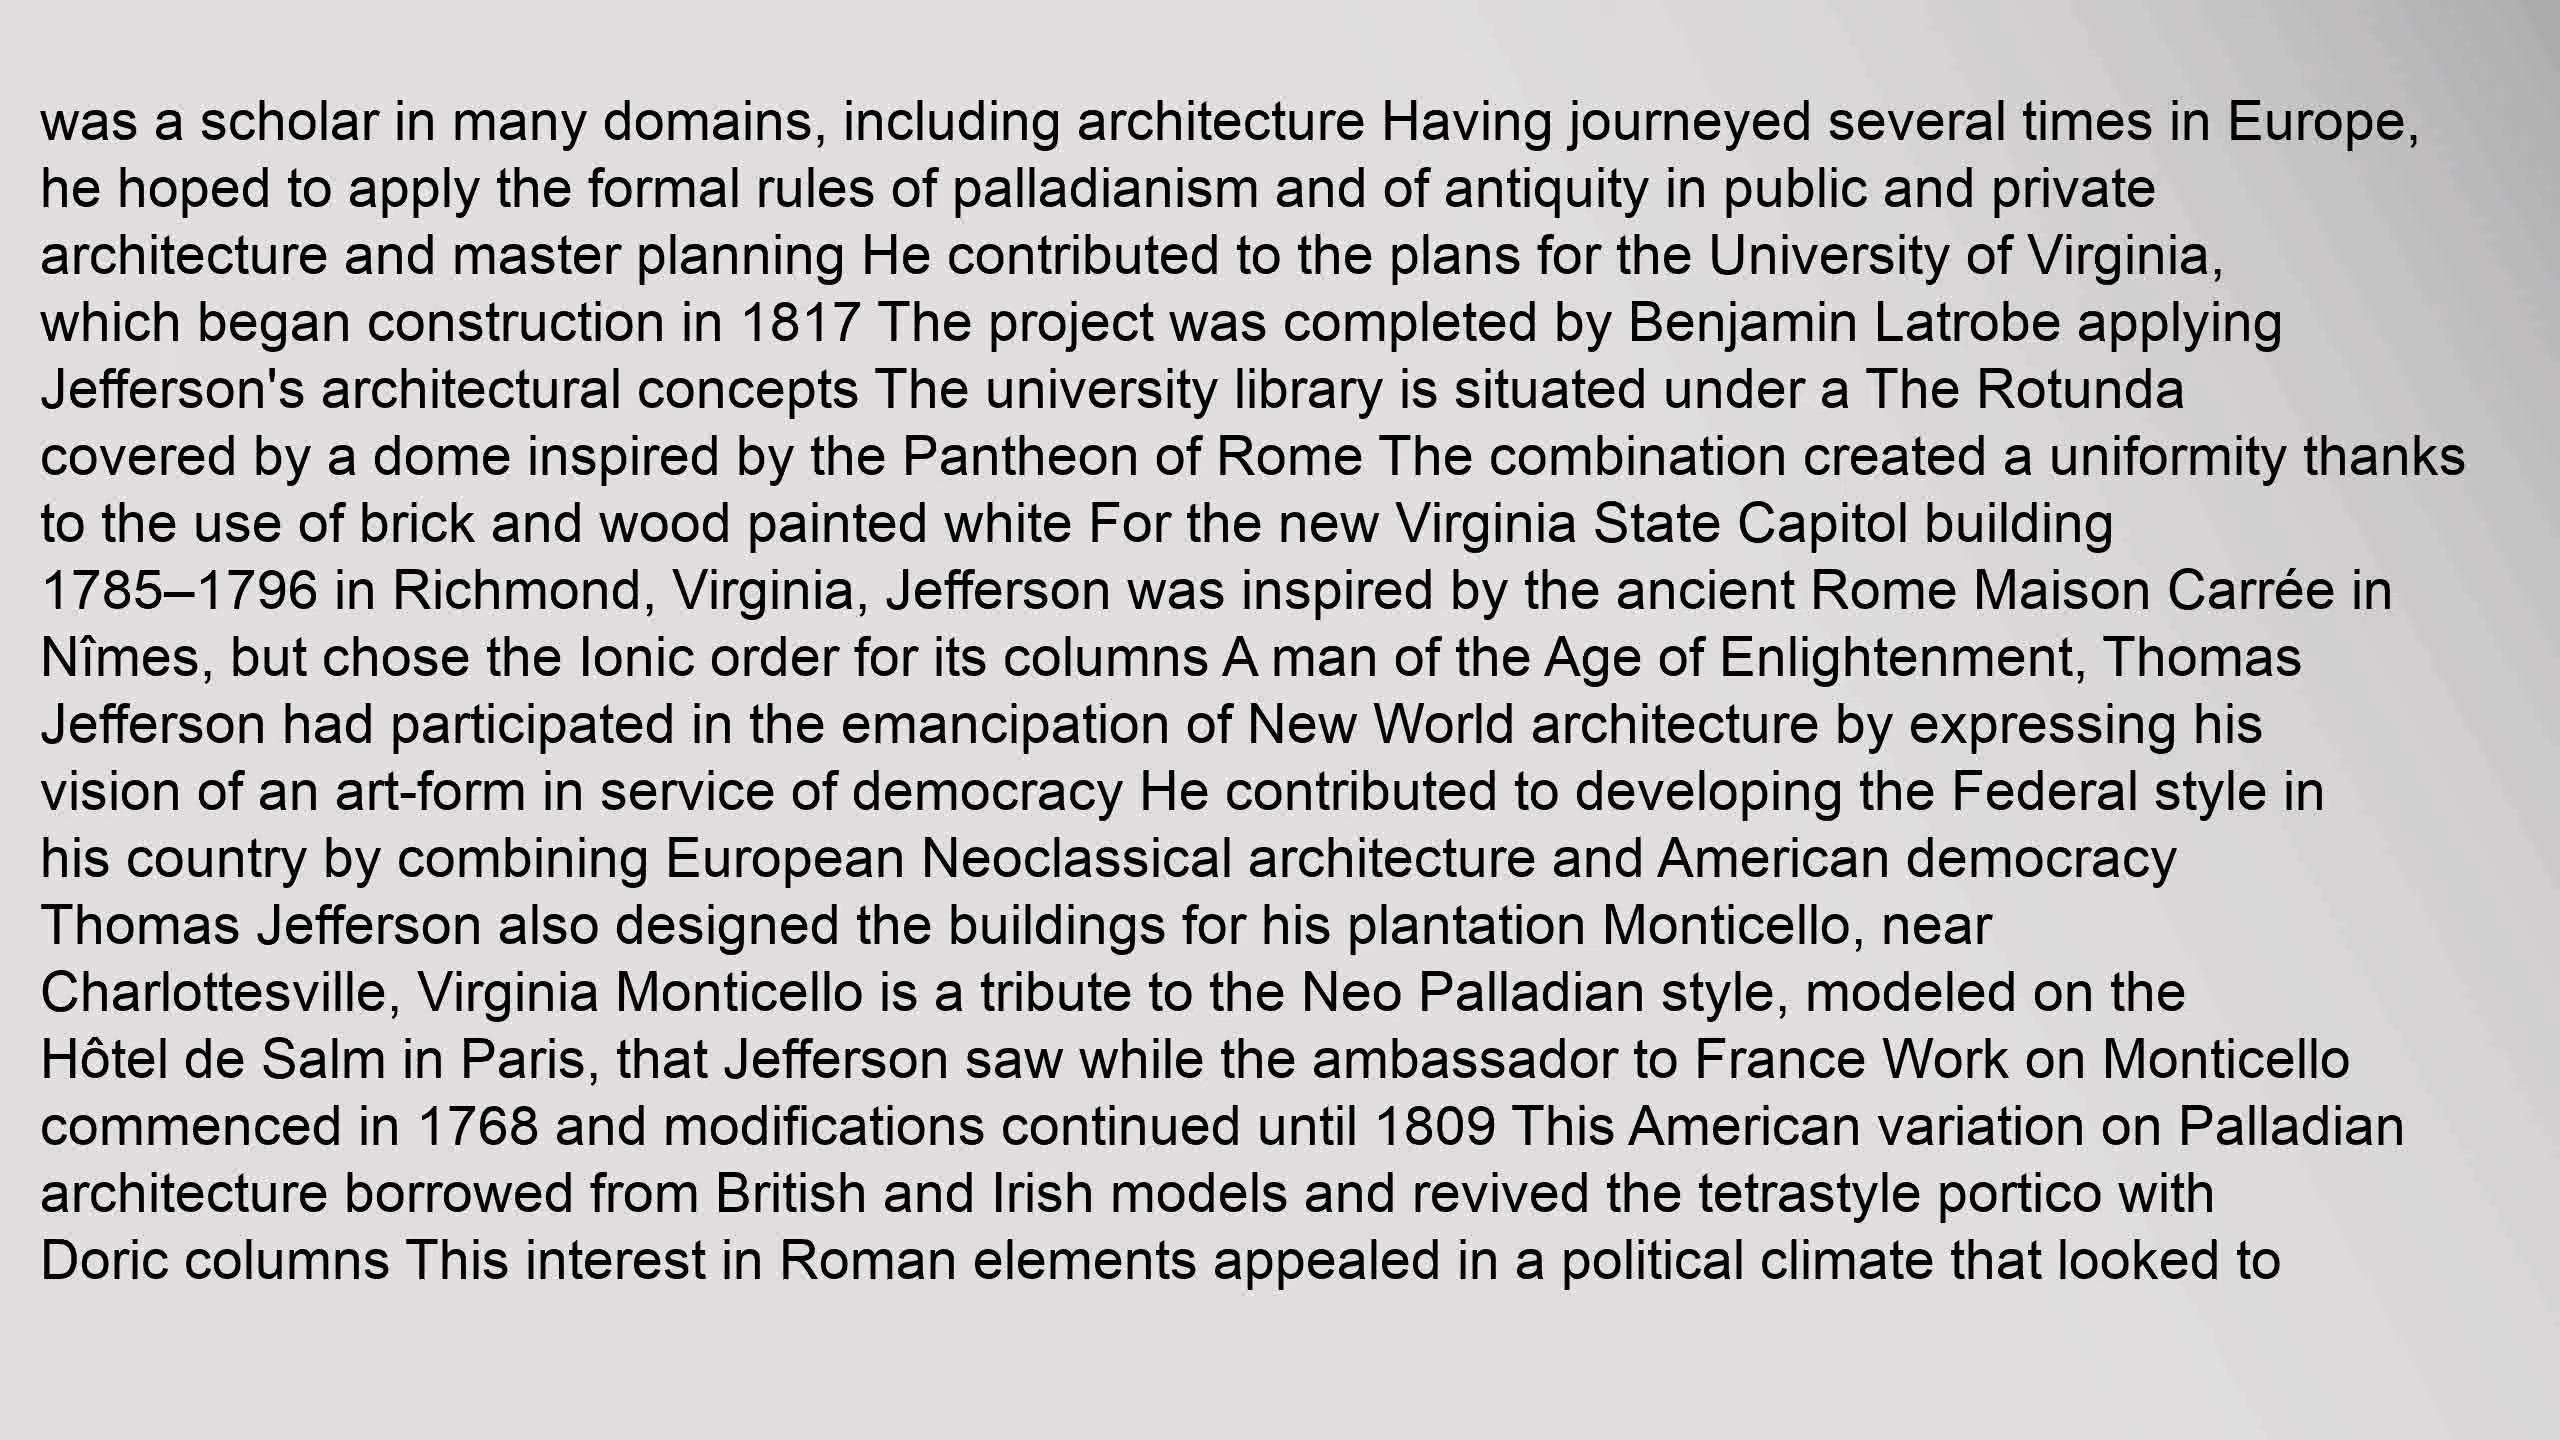 was a scholar in many domains, including architecture Having journeyed several times in Europe,
he hoped to apply the formal rules of palladianism and of antiquity in public and private
architecture and master planning He contributed to the plans for the University of Virginia,
which began construction in 1817 The project was completed by Benjamin Latrobe applying
Jefferson's architectural concepts The university library is situated under a The Rotunda
covered by a dome inspired by the Pantheon of Rome The combination created a uniformity thanks
to the use of brick and wood painted white For the new Virginia State Capitol building
1785–1796 in Richmond, Virginia, Jefferson was inspired by the ancient Rome Maison Carrée in
Nîmes, but chose the Ionic order for its columns A man of the Age of Enlightenment, Thomas
Jefferson had participated in the emancipation of New World architecture by expressing his
vision of an art-form in service of democracy He contributed to developing the Federal style in
his country by combining European Neoclassical architecture and American democracy
Thomas Jefferson also designed the buildings for his plantation Monticello, near
Charlottesville, Virginia Monticello is a tribute to the Neo Palladian style, modeled on the
Hôtel de Salm in Paris, that Jefferson saw while the ambassador to France Work on Monticello
commenced in 1768 and modifications continued until 1809 This American variation on Palladian
architecture borrowed from British and Irish models and revived the tetrastyle portico with
Doric columns This interest in Roman elements appealed in a political climate that looked to